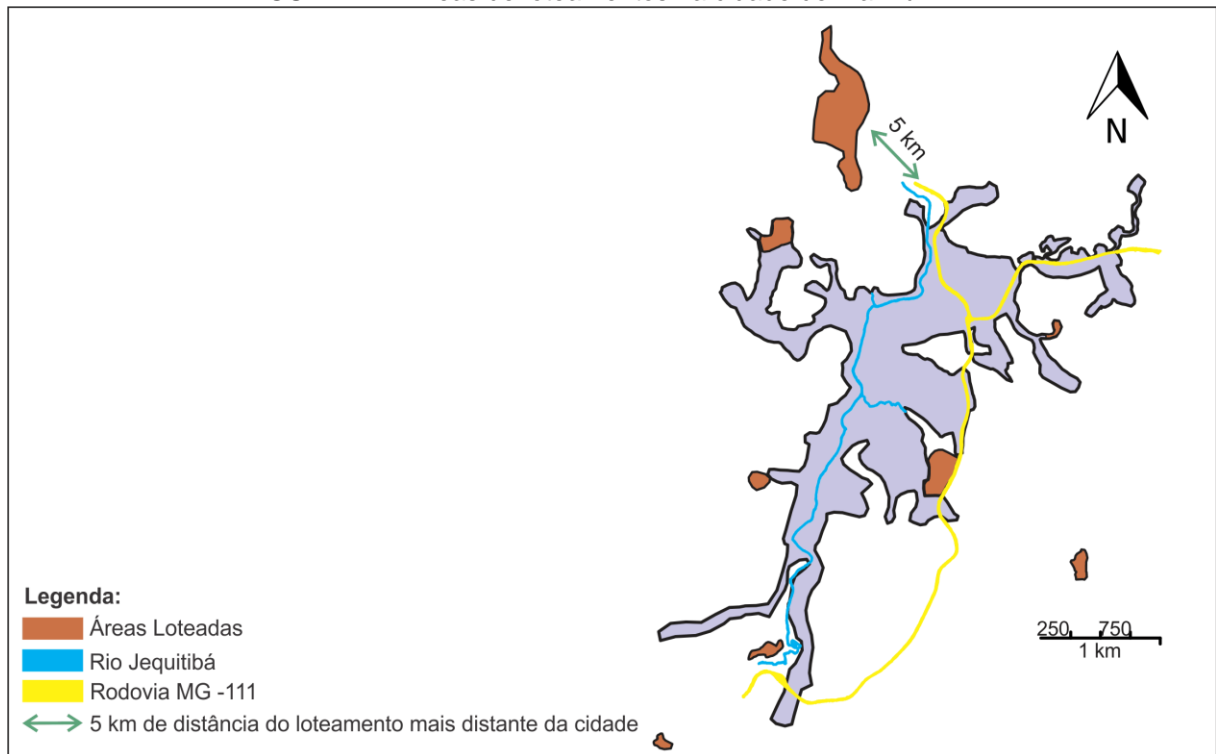 5 km
N
250 750
1 km
Legenda:
Áreas Loteadas
Rio Jequitibá
Rodovia MG -111
5 km de distância do loteamento mais distante da cidade